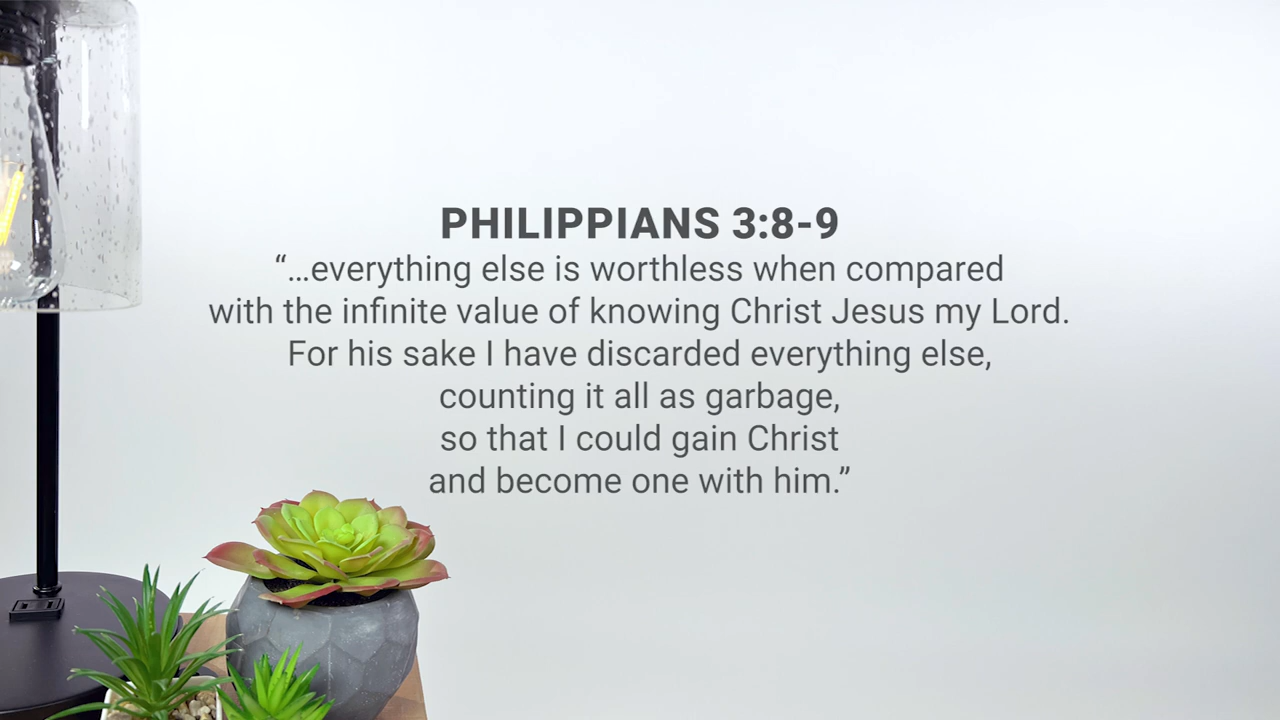 PHILIPPIANS 3:8-9
“…everything else is worthless when compared
with the infinite value of knowing Christ Jesus my Lord.
For his sake I have discarded everything else,
counting it all as garbage,
so that I could gain Christ
and become one with him.”